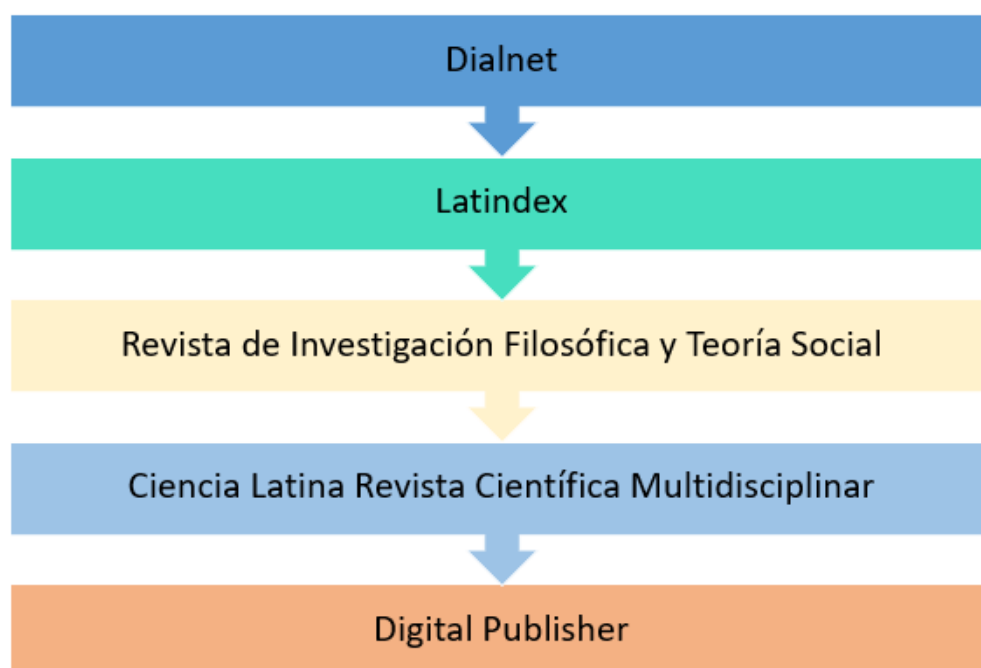 Dialnet
Latindex
Revista de Investigación Filosófica y Teoría Social
Ciencia Latina Revista Científica Multidisciplinar
Digital Publisher